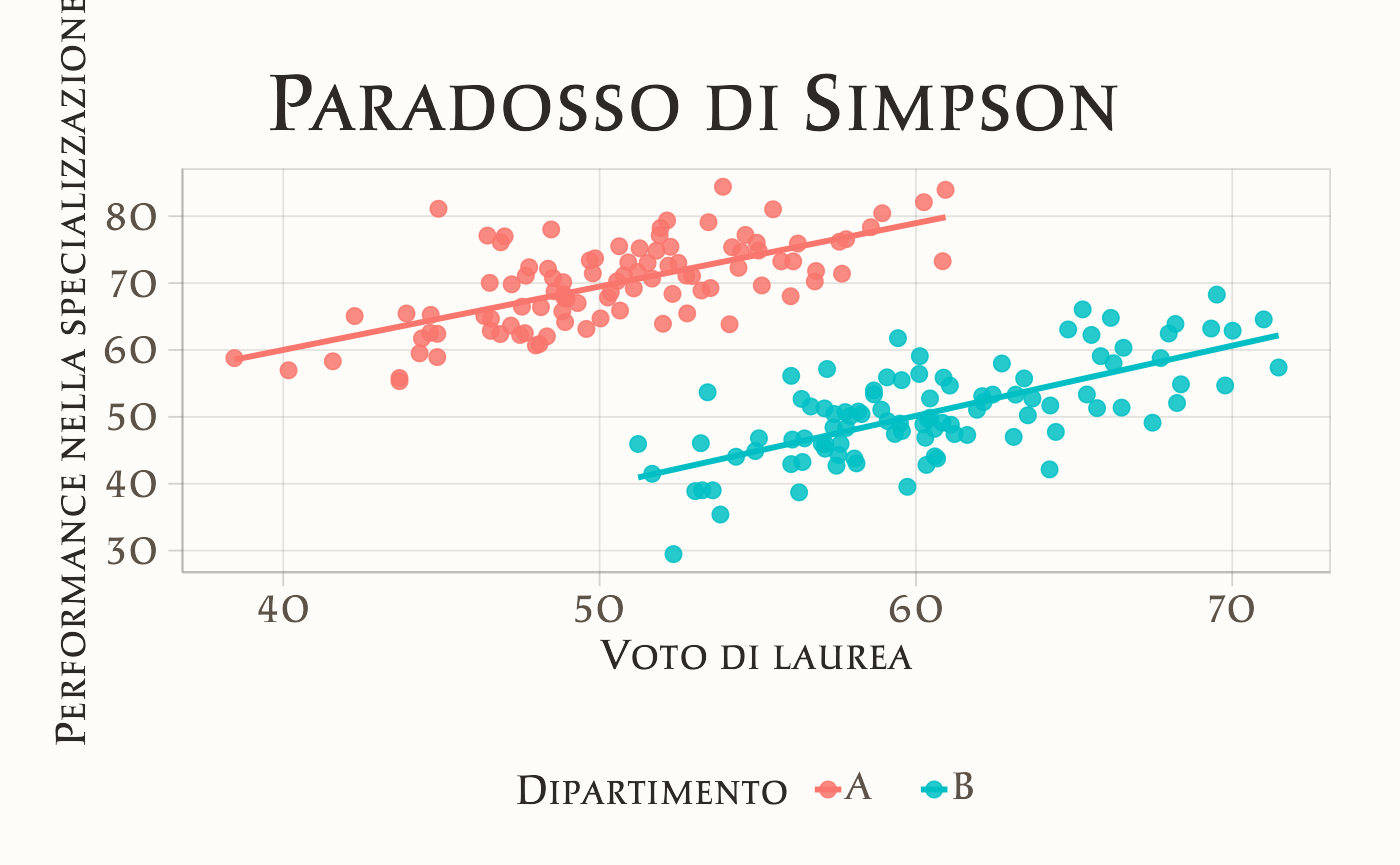 Paradosso di Simpson
Performance nella specializzazione
80
70
60
50
40
30
40 50 60 70
Voto di laurea
Dipartimento A B